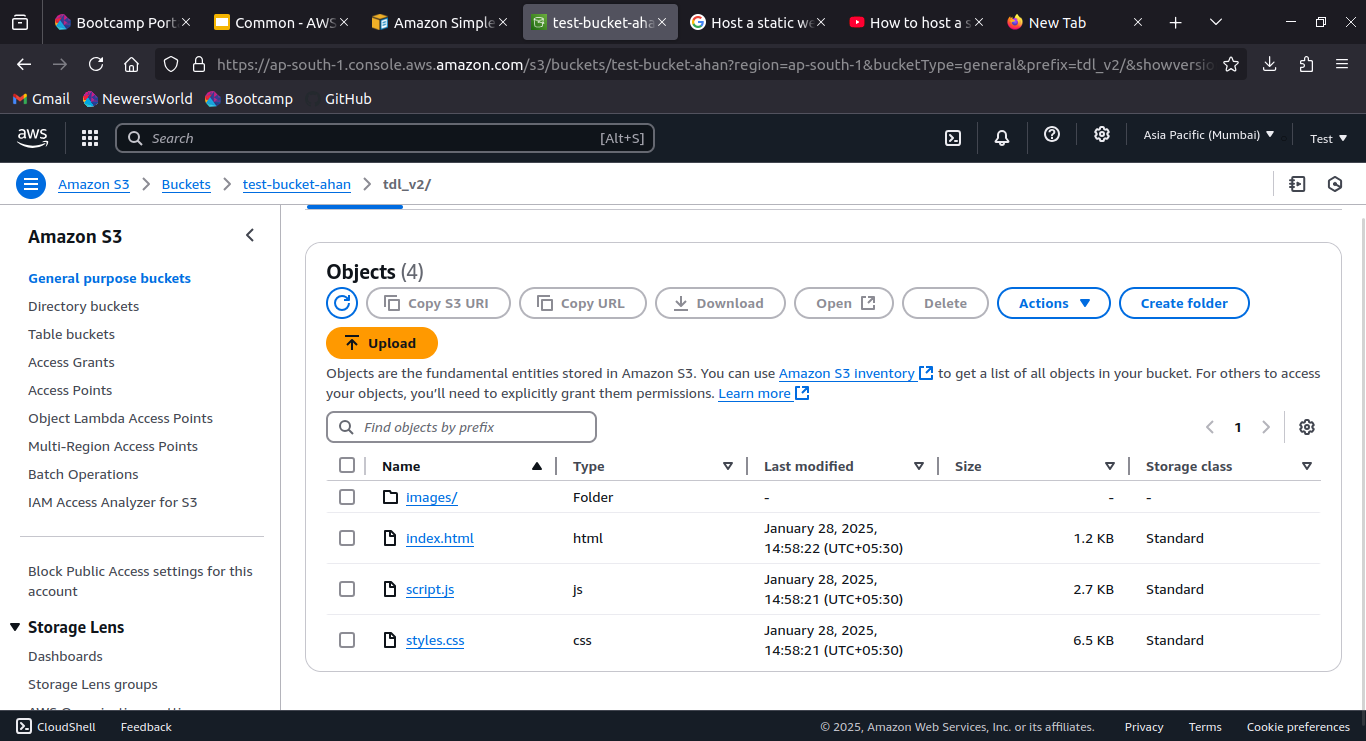 Bootcamp Port
Common - AWS
Amazon Simple
test-bucket-aha
Host a static we
How to host a s
New Tab
https://ap-south-1.console.aws.amazon.com/s3/buckets/test-bucket-ahan?region=ap-south-1&bucketType=general&prefix=tdl_v2/&showversio
Gmail NewersWorld Bootcamp GitHub
aws Search [Alt+S] Asia Pacific (Mumbai) Test
Amazon S3 Buckets test-bucket-ahan tdl_v2/
Amazon S3
General purpose buckets
Directory buckets
Table buckets
Access Grants
Access Points
Object Lambda Access Points
Multi-Region Access Points
Batch Operations
IAM Access Analyzer for S3
Block Public Access settings for this
account
Storage Lens
Dashboards
Storage Lens groups
Objects (4)
Copy S3 URI Copy URL Download Open Delete Actions Create folder
Upload
Objects are the fundamental entities stored in Amazon S3. You can use Amazon S3 inventory to get a list of all objects in your bucket. For others to access
your objects, you'll need to explicitly grant them permissions. Learn more
Find objects by prefix 1
Name Type Last modified Size Storage class
images/ Folder - - -
index.html html January 28, 2025, 14:58:22 (UTC+05:30) 1.2 KB Standard
script.js js January 28, 2025, 14:58:21 (UTC+05:30) 2.7 KB Standard
styles.css css January 28, 2025, 14:58:21 (UTC+05:30) 6.5 KB Standard
CloudShell Feedback © 2025, Amazon Web Services, Inc. or its affiliates. Privacy Terms Cookie preferences